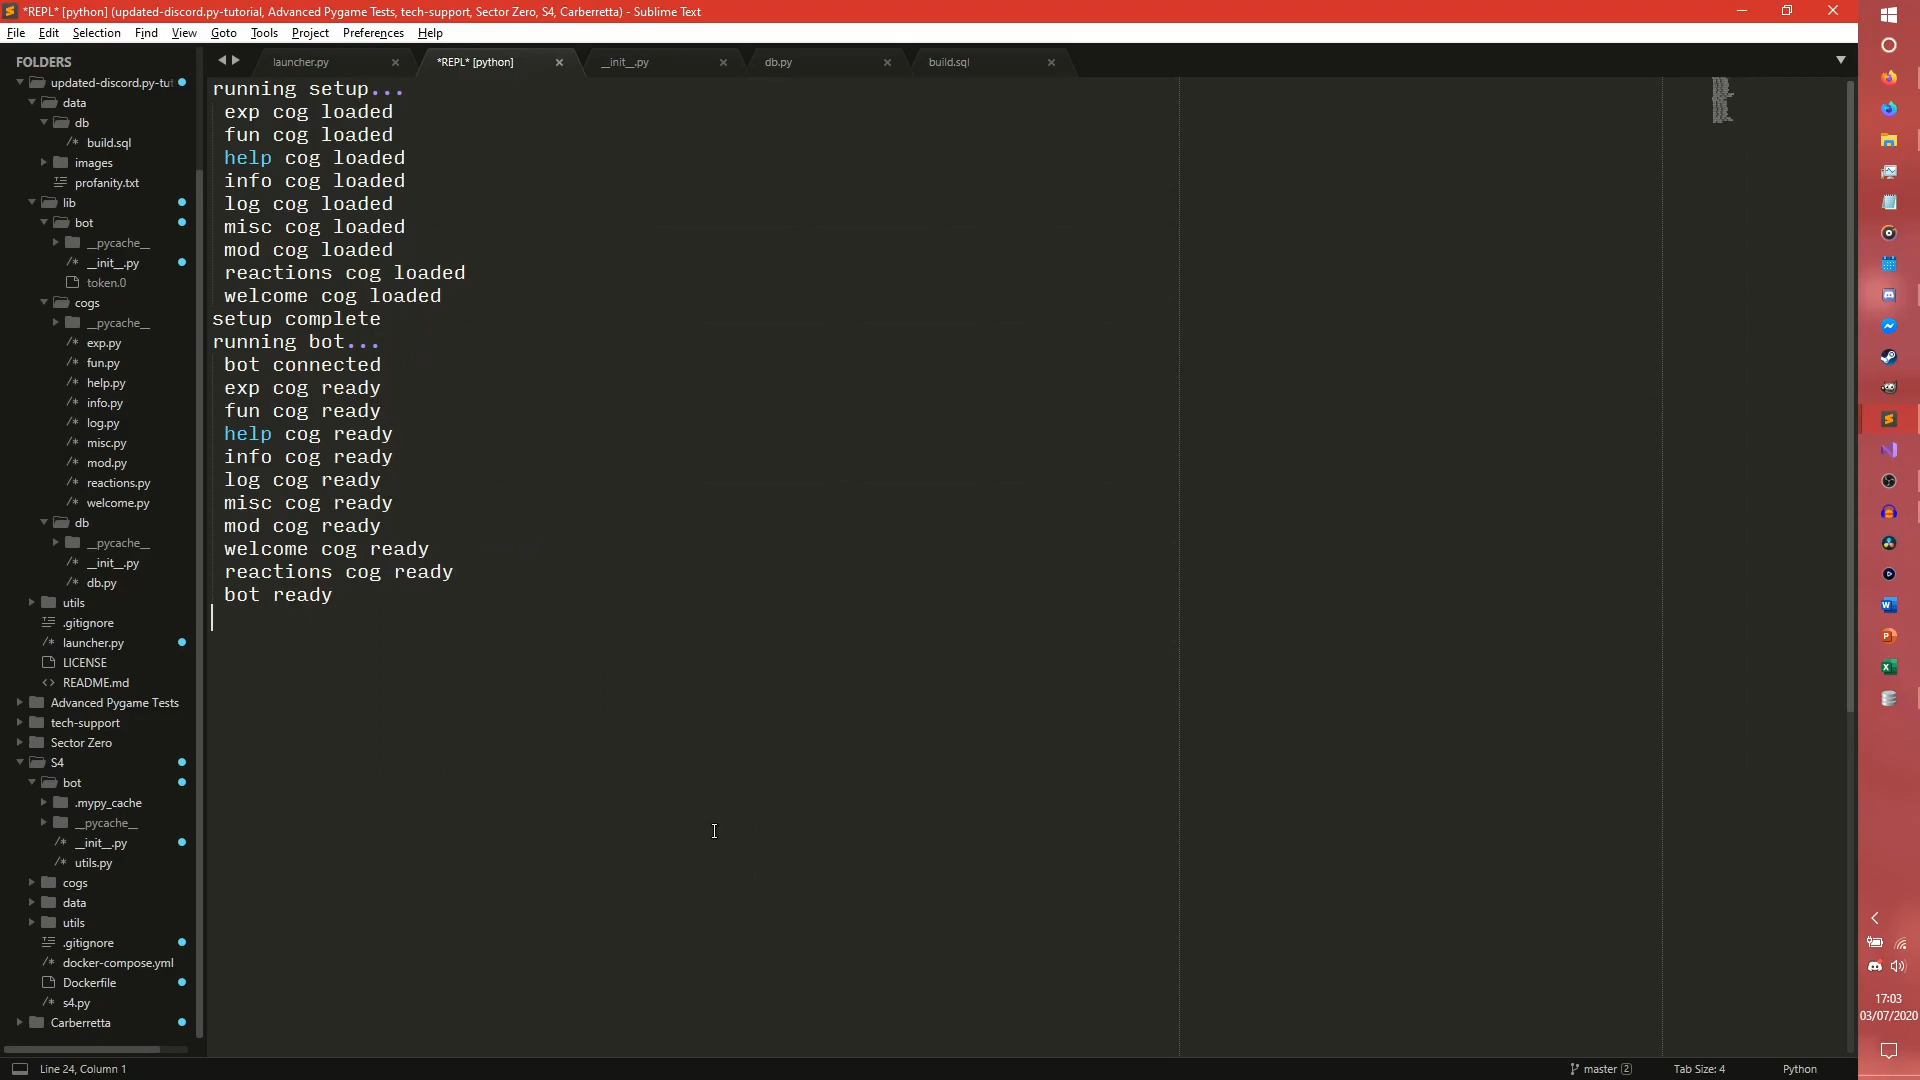 *REPL* [python] (updated-discord.py-tutorial, Advanced Pygame Tests, tech-support, Sector Zero, S4, Carberretta) - Sublime Text
File Edit Selection Find View Goto Tools Project Preferences Help
FOLDERS
updated-discord.py-tut
data
db
build.sql
images
profanity.txt
lib
bot
__pycache__
__init__.py
token.0
cogs
__pycache__
exp.py
fun.py
help.py
info.py
log.py
misc.py
mod.py
reactions.py
welcome.py
db
__pycache__
__init__.py
db.py
utils
.gitignore
launcher.py
LICENSE
README.md
Advanced Pygame Tests
tech-support
Sector Zero
S4
bot
.mypy_cache
__pycache__
__init__.py
utils.py
cogs
data
utils
.gitignore
docker-compose.yml
Dockerfile
s4.py
Carberretta
launcher.py *REPL* [python] __init__.py db.py build.sql
running setup...
exp cog loaded
fun cog loaded
help cog loaded
info cog loaded
log cog loaded
misc cog loaded
mod cog loaded
reactions cog loaded
welcome cog loaded
setup complete
running bot...
bot connected
exp cog ready
fun cog ready
help cog ready
info cog ready
log cog ready
misc cog ready
mod cog ready
welcome cog ready
reactions cog ready
bot ready
17:03
03/07/2020
Line 24, Column 1 master 2 Tab Size: 4 Python